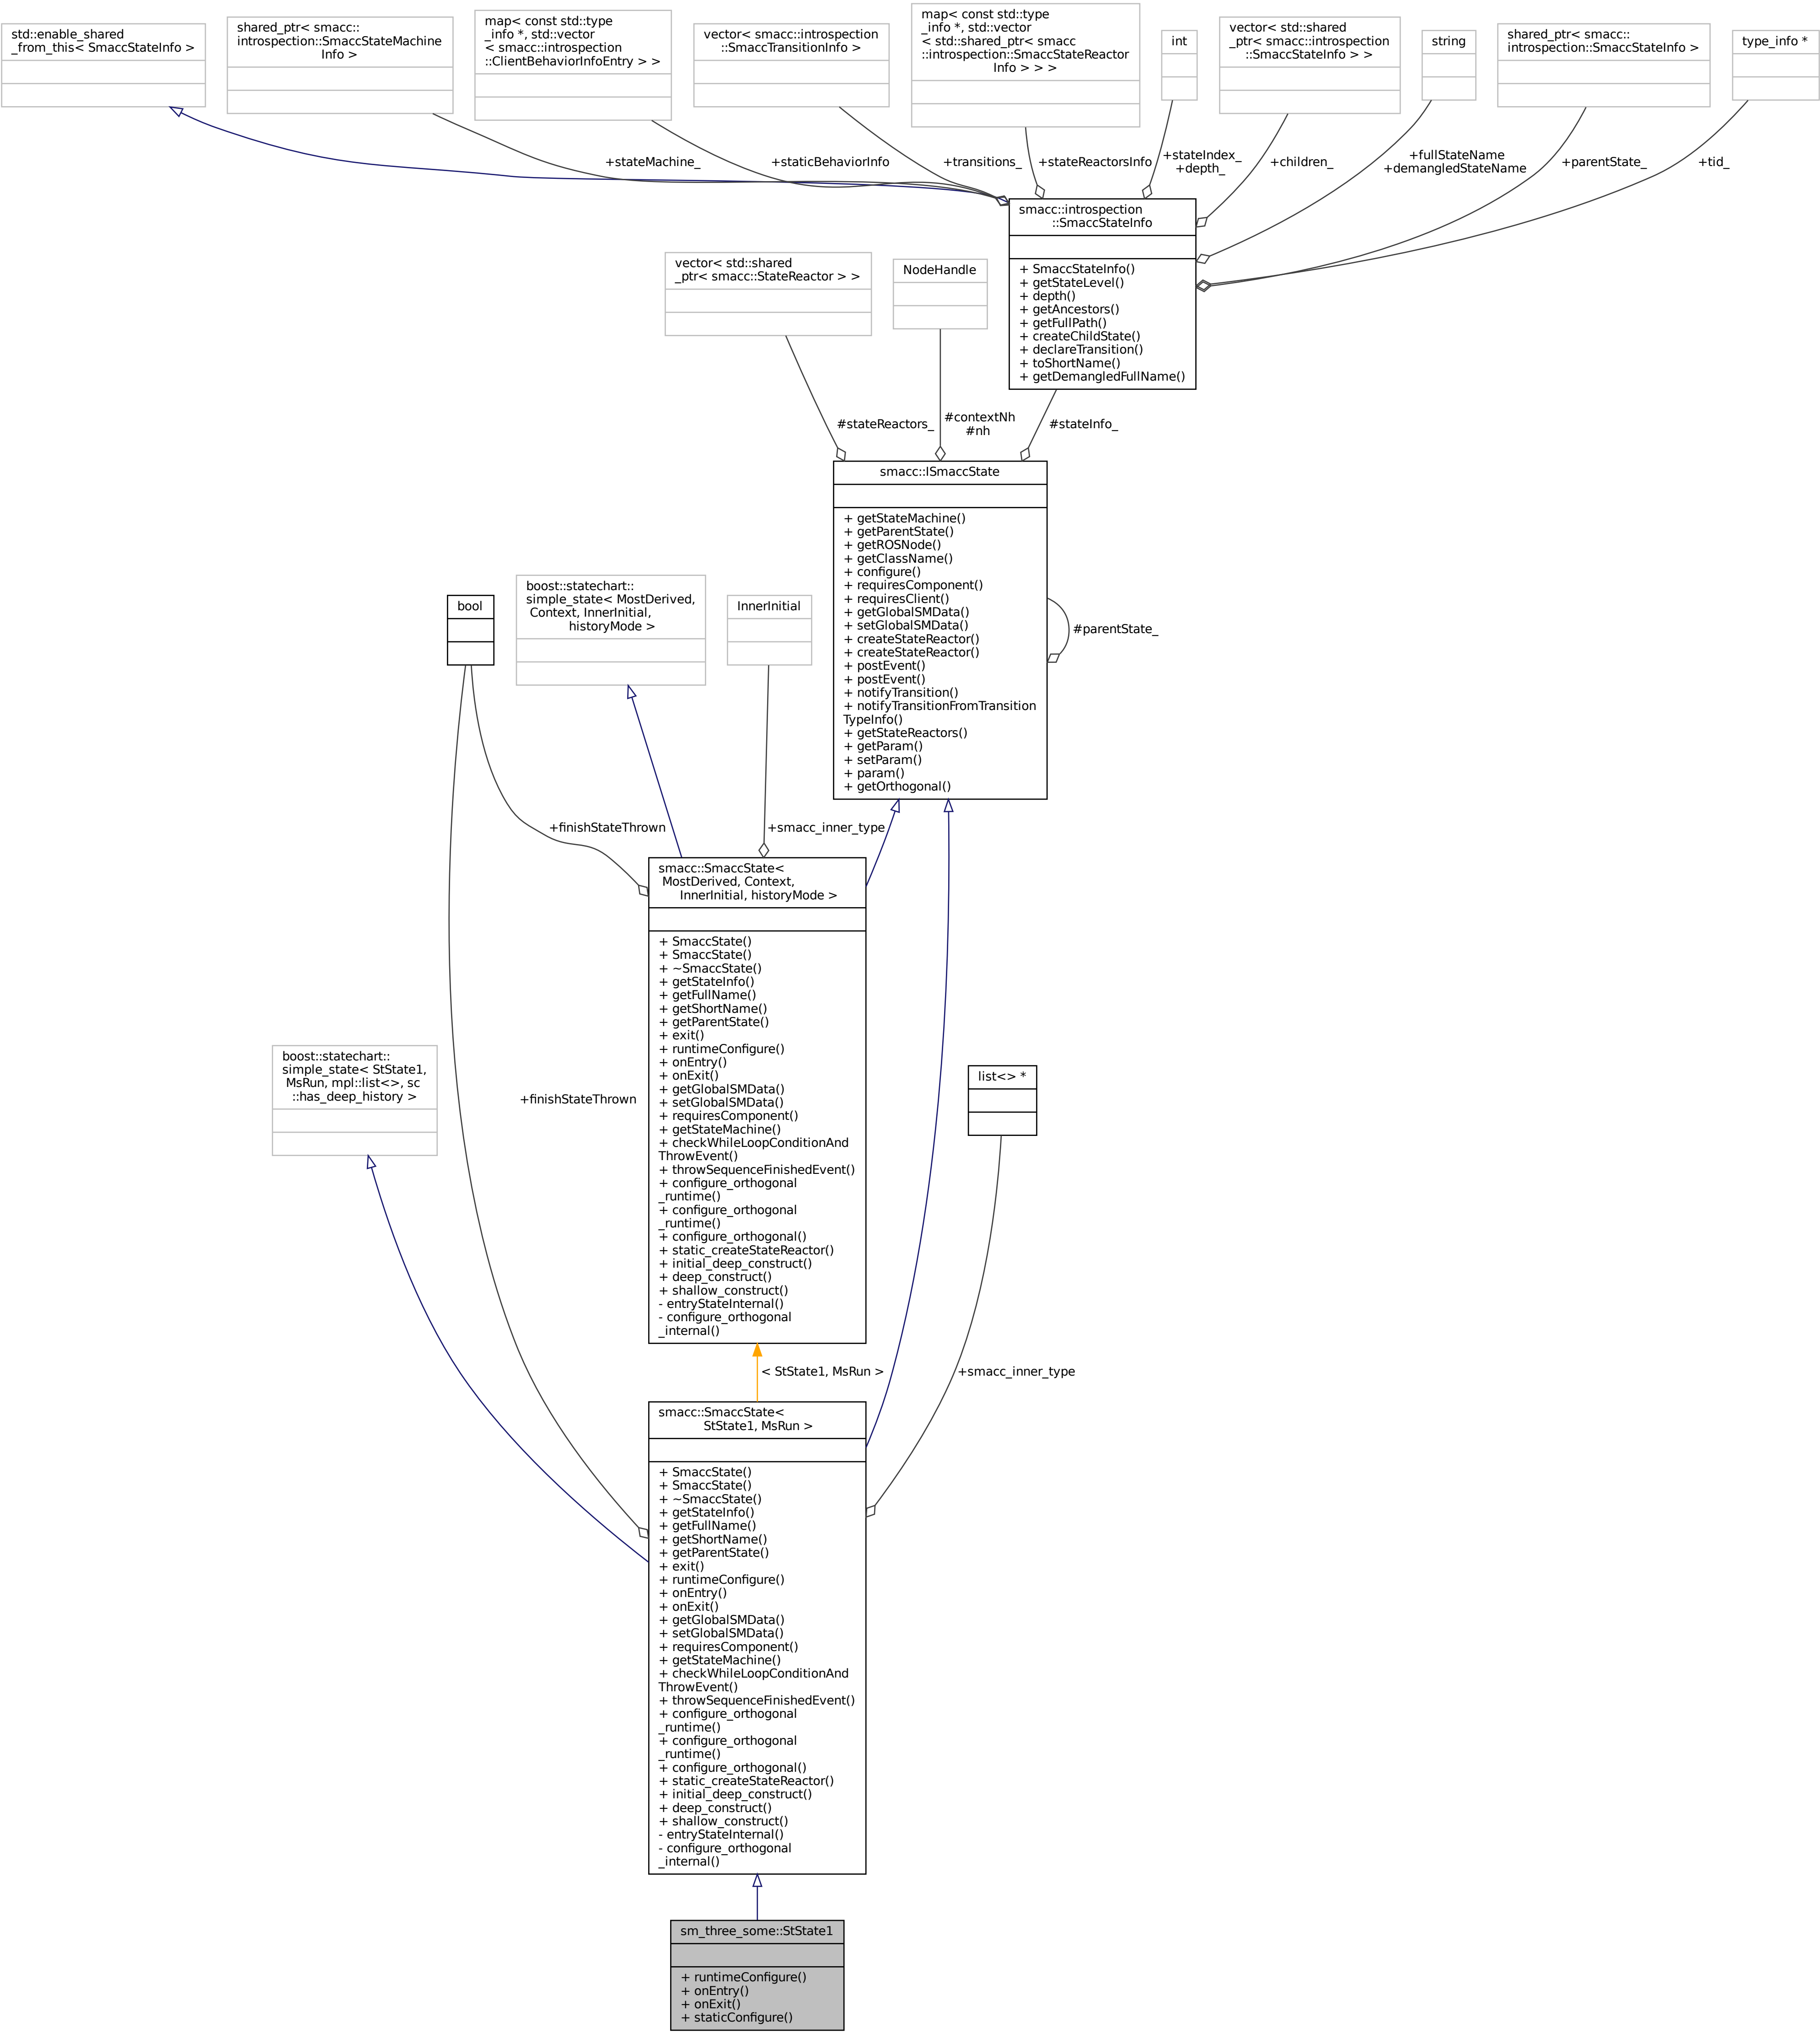 std::enable_shared
_from_this< SmaccStateInfo >
shared_ptr< smacc::
introspection::SmaccStateMachine
Info >
map< const std::type
_info *, std::vector
< smacc::introspection
::ClientBehaviorInfoEntry > >
vector< smacc::introspection
::SmaccTransitionInfo >
map< const std::type
_info *, std::vector
< std::shared_ptr< smacc
::introspection::SmaccStateReactor
Info > > >
int
vector< std::shared
_ptr< smacc::introspection
::SmaccStateInfo > >
string
shared_ptr< smacc::
introspection::SmaccStateInfo >
type_info *
+stateMachine_
+staticBehaviorInfo
+transitions_
+stateReactorsInfo
+stateIndex_
+depth_
+children_
+fullStateName
+demangledStateName
+parentState_
+tid_
smacc::introspection
::SmaccStateInfo
+ SmaccStateInfo()
+ getStateLevel()
+ depth()
+ getAncestors()
+ getFullPath()
+ createChildState()
+ declareTransition()
+ toShortName()
+ getDemangledFullName()
vector< std::shared
_ptr< smacc::StateReactor > >
NodeHandle
#stateReactors_
#contextNh
#nh
#stateInfo_
smacc::ISmaccState
+ getStateMachine()
+ getParentState()
+ getROSNode()
+ getClassName()
+ configure()
+ requiresComponent()
+ requiresClient()
+ getGlobalSMData()
+ setGlobalSMData()
+ createStateReactor()
+ createStateReactor()
+ postEvent()
+ postEvent()
+ notifyTransition()
+ notifyTransitionFromTransition
TypeInfo()
+ getStateReactors()
+ getParam()
+ setParam()
+ param()
+ getOrthogonal()
#parentState_
bool
boost::statechart::
simple_state< MostDerived,
Context, InnerInitial,
historyMode >
InnerInitial
+finishStateThrown
+smacc_inner_type
smacc::SmaccState<
MostDerived, Context,
InnerInitial, historyMode >
+ SmaccState()
+ SmaccState()
+ ~SmaccState()
+ getStateInfo()
+ getFullName()
+ getShortName()
+ getParentState()
+ exit()
+ runtimeConfigure()
+ onEntry()
+ onExit()
+ getGlobalSMData()
+ setGlobalSMData()
+ requiresComponent()
+ getStateMachine()
+ checkWhileLoopConditionAnd
ThrowEvent()
+ throwSequenceFinishedEvent()
+ configure_orthogonal
_runtime()
+ configure_orthogonal
_runtime()
+ configure_orthogonal()
+ static_createStateReactor()
+ initial_deep_construct()
+ deep_construct()
+ shallow_construct()
- entryStateInternal()
- configure_orthogonal
_internal()
boost::statechart::
simple_state< StState1,
MsRun, mpl::list<>, sc
::has_deep_history >
+finishStateThrown
list<> *
< StState1, MsRun >
+smacc_inner_type
smacc::SmaccState<
StState1, MsRun >
+ SmaccState()
+ SmaccState()
+ ~SmaccState()
+ getStateInfo()
+ getFullName()
+ getShortName()
+ getParentState()
+ exit()
+ runtimeConfigure()
+ onEntry()
+ onExit()
+ getGlobalSMData()
+ setGlobalSMData()
+ requiresComponent()
+ getStateMachine()
+ checkWhileLoopConditionAnd
ThrowEvent()
+ throwSequenceFinishedEvent()
+ configure_orthogonal
_runtime()
+ configure_orthogonal
_runtime()
+ configure_orthogonal()
+ static_createStateReactor()
+ initial_deep_construct()
+ deep_construct()
+ shallow_construct()
- entryStateInternal()
- configure_orthogonal
_internal()
sm_three_some::StState1
+ runtimeConfigure()
+ onEntry()
+ onExit()
+ staticConfigure()